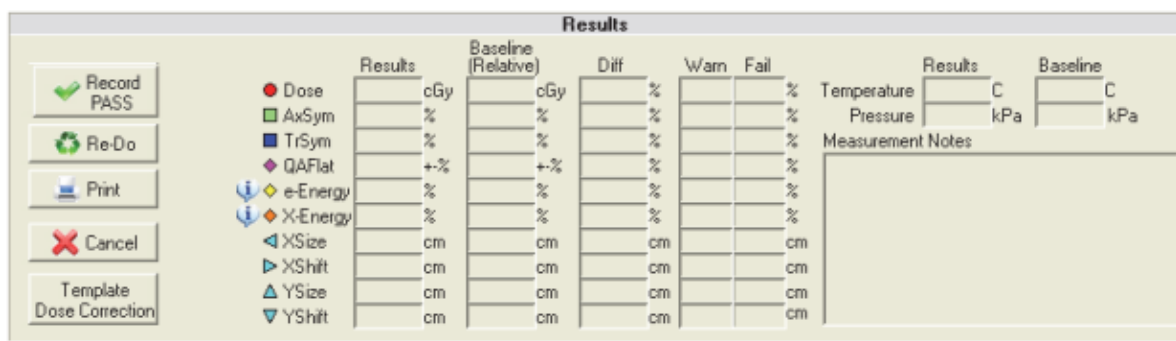 Results
Record
PASS
Re-Do
Print
Cancel
Template
Dose Correction
Results Baseline (Relative) Diff Warn Fail
Dose cGy cGy % %
AxSym % % % %
TrSym % % % %
QAFlat +-% +-% % %
e-Energy % % % %
X-Energy % % % %
XSize cm cm cm cm
XShift cm cm cm cm
YSize cm cm cm cm
YShift cm cm cm cm
Results Baseline
Temperature C C
Pressure kPa kPa
Measurement Notes